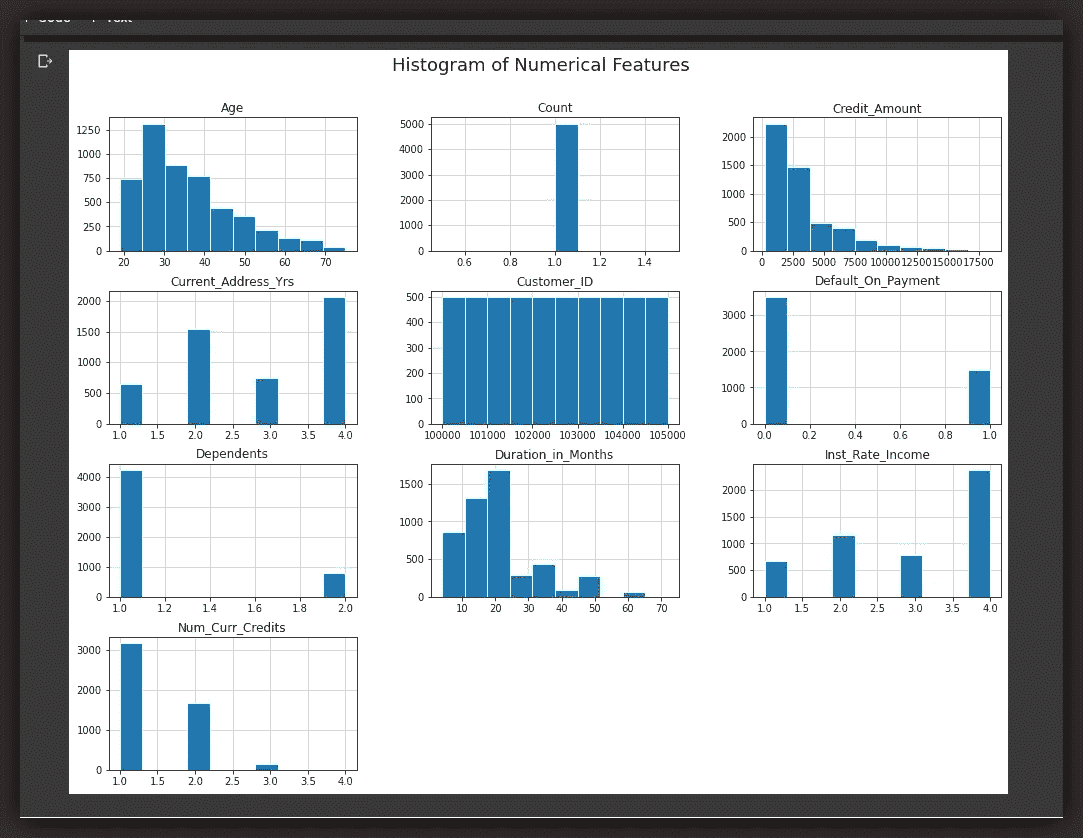 + Code + Text
Histogram of Numerical Features
Age
1250
1000
750
500
250
0
20 30 40 50 60 70
Count
5000
4000
3000
2000
1000
0
0.6 0.8 1.0 1.2 1.4
Credit_Amount
2000
1500
1000
500
0
0 2500 5000 7500 10000 12500 15000 17500
Current_Address_Yrs
2000
1500
1000
500
0
1.0 1.5 2.0 2.5 3.0 3.5 4.0
Customer_ID
500
400
300
200
100
0
100000 101000 102000 103000 104000 105000
Default_On_Payment
3000
2000
1000
0
0.0 0.2 0.4 0.6 0.8 1.0
Dependents
4000
3000
2000
1000
0
1.0 1.2 1.4 1.6 1.8 2.0
Duration_in_Months
1500
1000
500
0
10 20 30 40 50 60 70
Inst_Rate_Income
2000
1500
1000
500
0
1.0 1.5 2.0 2.5 3.0 3.5 4.0
Num_Curr_Credits
3000
2000
1000
0
1.0 1.5 2.0 2.5 3.0 3.5 4.0